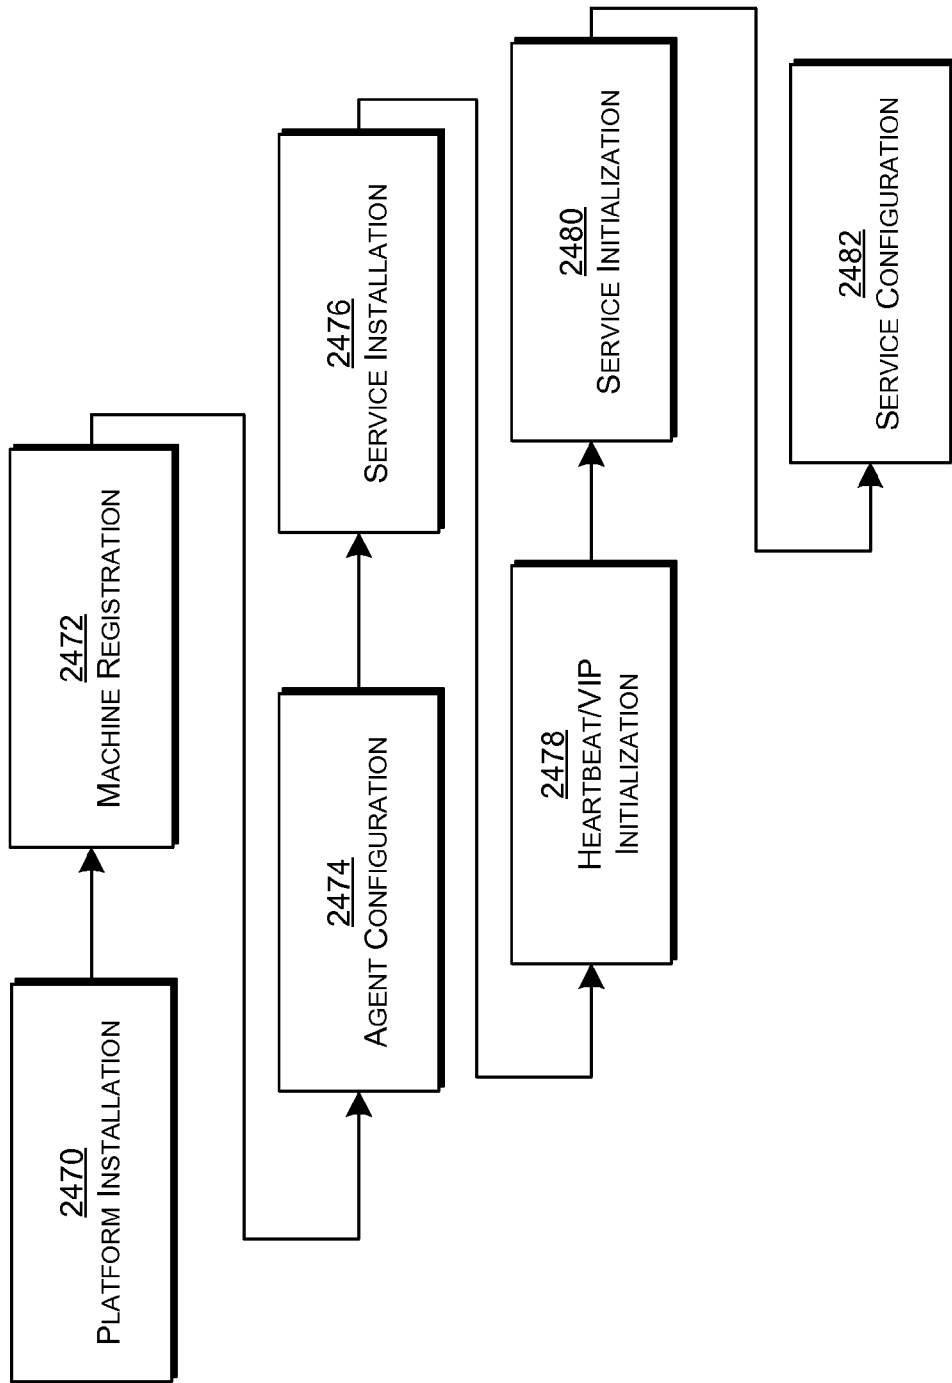 2470
PLATFORM INSTALLATION
2472
MACHINE REGISTRATION
2474
AGENT CONFIGURATION
2476
SERVICE INSTALLATION
2478
HEARTBEAT/VIP
INITIALIZATION
2480
SERVICE INITIALIZATION
2482
SERVICE CONFIGURATION